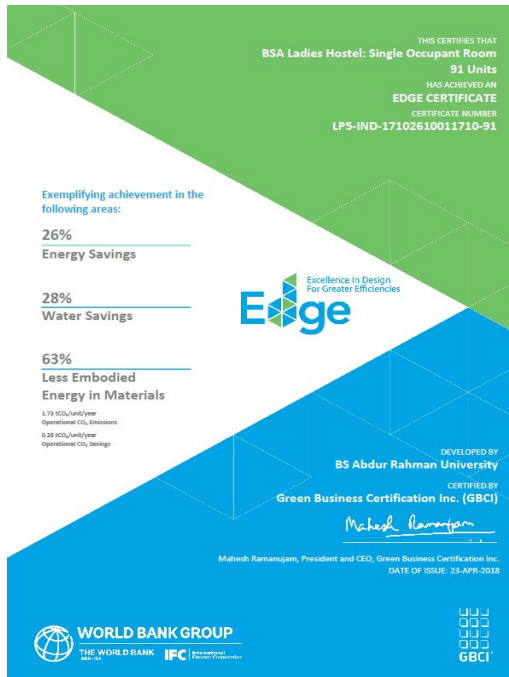 THIS CERTIFIES THAT
BSA Ladies Hostel: Single Occupant Room
91 Units
HAS ACHIEVED AN
EDGE CERTIFICATE
CERTIFICATE NUMBER
LP5-IND-17102610011710-91
Exemplifying achievement in the
following areas:
26%
Energy Savings
28%
Water Savings
63%
Less Embodied
Energy in Materials
1.73 tCO₂/unit/year
Operational CO₂ Emissions
0.28 tCO₂/unit/year
Operational CO₂ Savings
Edge
Excellence In Design
For Greater Efficiencies
DEVELOPED BY
BS Abdur Rahman University
CERTIFIED BY
Green Business Certification Inc. (GBCI)
Mahesh Ramanujam
Mahesh Ramanujam, President and CEO, Green Business Certification Inc.
DATE OF ISSUE: 23-APR-2018
WORLD BANK GROUP
THE WORLD BANK
IBRD • IDA
IFC
International
Finance Corporation
GBCI